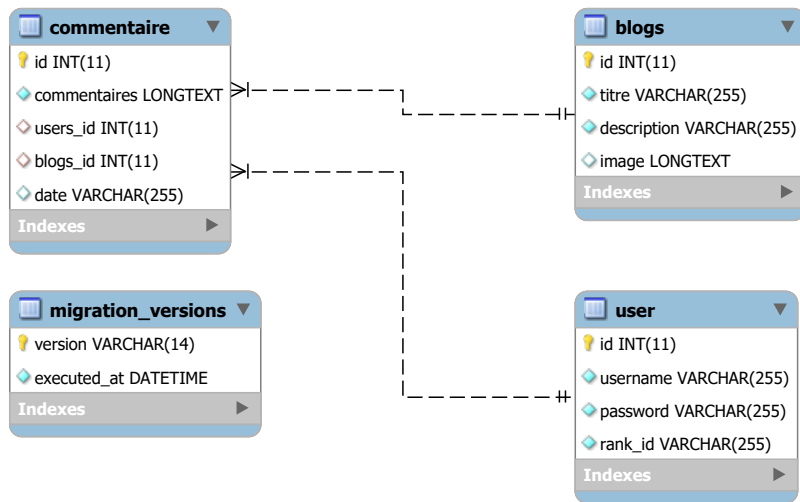 commentaire
id INT(11)
commentaires LONGTEXT
users_id INT(11)
blogs_id INT(11)
date VARCHAR(255)
Indexes
blogs
id INT(11)
titre VARCHAR(255)
description VARCHAR(255)
image LONGTEXT
Indexes
migration_versions
version VARCHAR(14)
executed_at DATETIME
Indexes
user
id INT(11)
username VARCHAR(255)
password VARCHAR(255)
rank_id VARCHAR(255)
Indexes